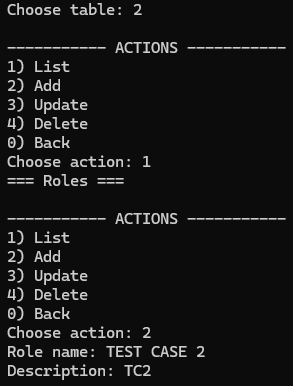 Choose table: 2
----------- ACTIONS -----------
1) List
2) Add
3) Update
4) Delete
0) Back
Choose action: 1
=== Roles ===
----------- ACTIONS -----------
1) List
2) Add
3) Update
4) Delete
0) Back
Choose action: 2
Role name: TEST CASE 2
Description: TC2